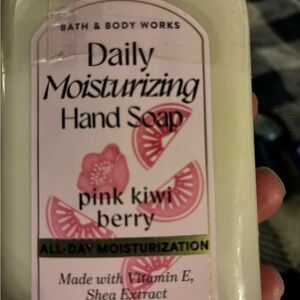 BATH & BODY WORKS
Daily
Moisturizing
Hand Soap
pink kiwi
berry
ALL-DAY MOISTURIZATION
Made with Vitamin E,
Shea Extract